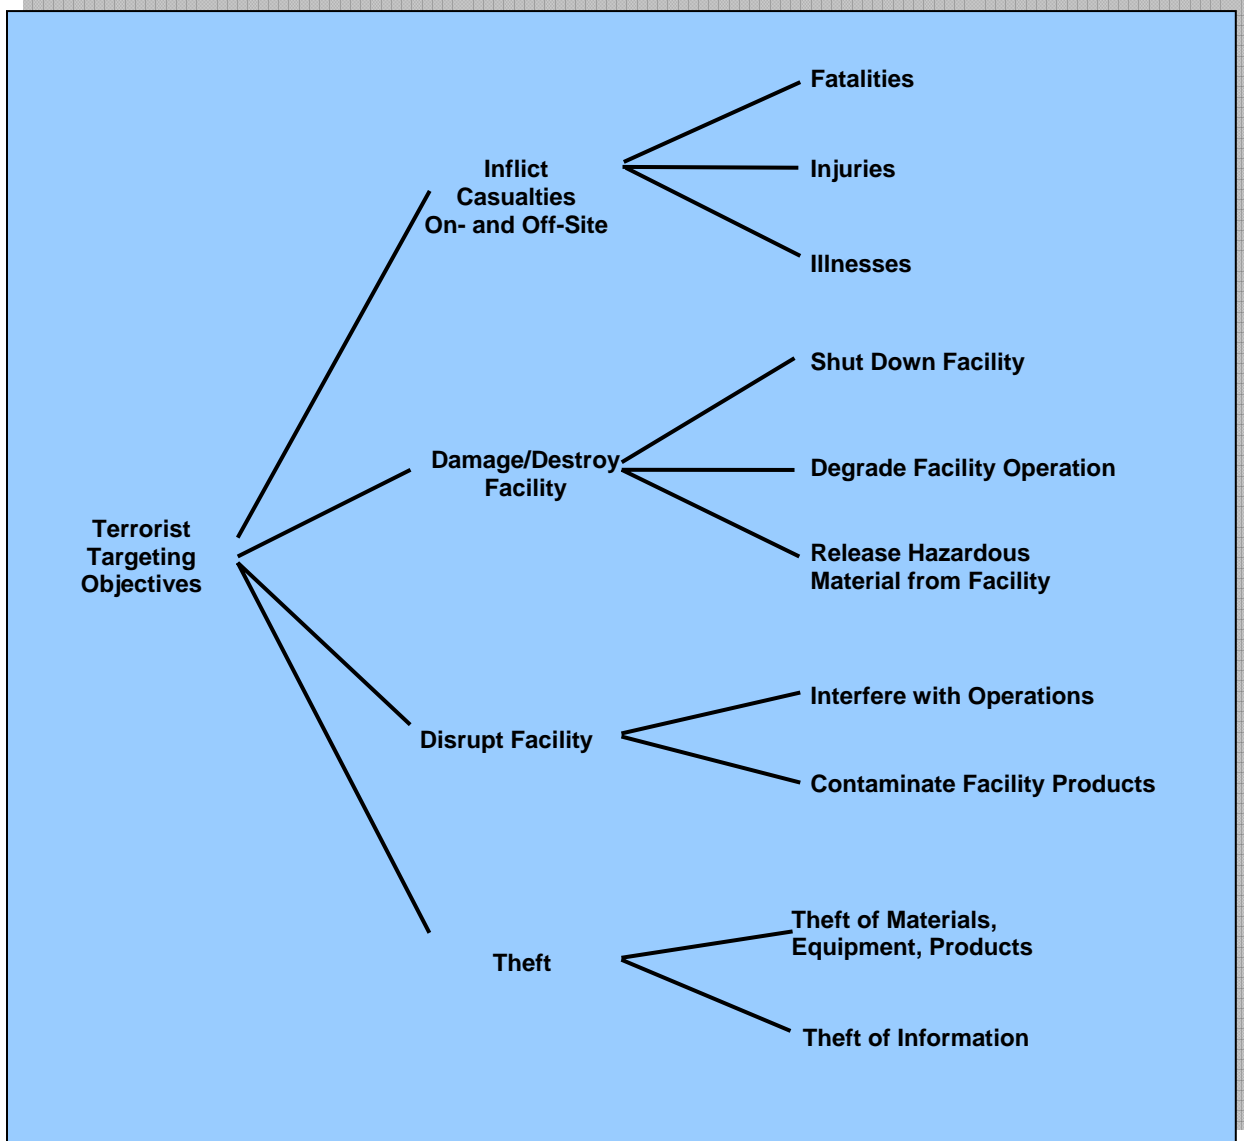 Fatalities
Inflict
Casualties
On- and Off-Site
Injuries
Illnesses
Shut Down Facility
Damage/Destroy
Facility
Degrade Facility Operation
Terrorist
Targeting
Objectives
Release Hazardous
Material from Facility
Interfere with Operations
Disrupt Facility
Contaminate Facility Products
Theft of Materials,
Equipment, Products
Theft
Theft of Information